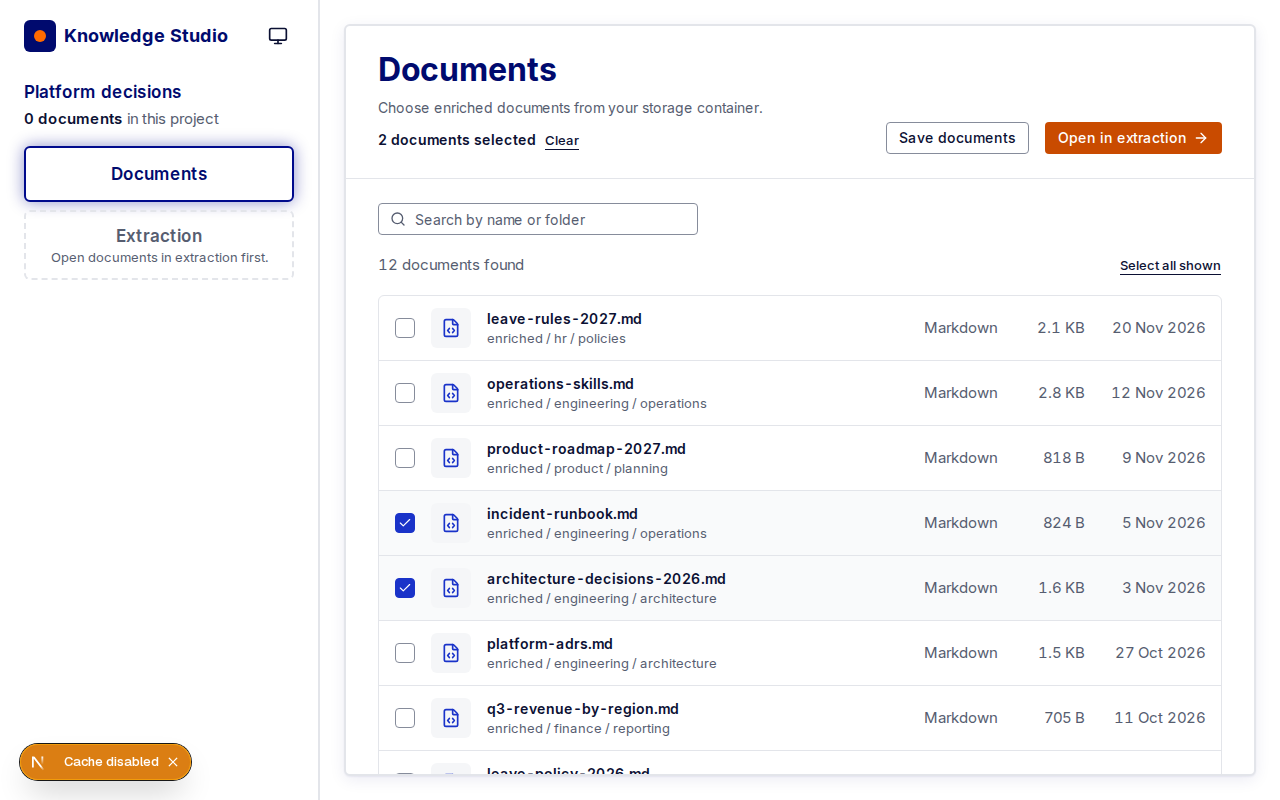 Knowledge Studio
Platform decisions
0 documents in this project
Documents
Extraction
Open documents in extraction first.
Cache disabled
Documents
Choose enriched documents from your storage container.
2 documents selected Clear
Save documents
Open in extraction
Search by name or folder
12 documents found
Select all shown
leave-rules-2027.md
enriched / hr / policies
Markdown 2.1 KB 20 Nov 2026
operations-skills.md
enriched / engineering / operations
Markdown 2.8 KB 12 Nov 2026
product-roadmap-2027.md
enriched / product / planning
Markdown 818 B 9 Nov 2026
incident-runbook.md
enriched / engineering / operations
Markdown 824 B 5 Nov 2026
architecture-decisions-2026.md
enriched / engineering / architecture
Markdown 1.6 KB 3 Nov 2026
platform-adrs.md
enriched / engineering / architecture
Markdown 1.5 KB 27 Oct 2026
q3-revenue-by-region.md
enriched / finance / reporting
Markdown 705 B 11 Oct 2026
leave-policy-2026.md